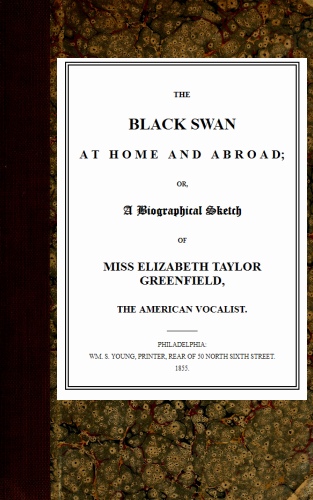 THE
BLACK SWAN
AT HOME AND ABROAD;
OR,
A Biographical Sketch
OF
MISS ELIZABETH TAYLOR
GREENFIELD,
THE AMERICAN VOCALIST.
PHILADELPHIA:
WM. S. YOUNG, PRINTER, REAR OF 50 NORTH SIXTH STREET.
1855.